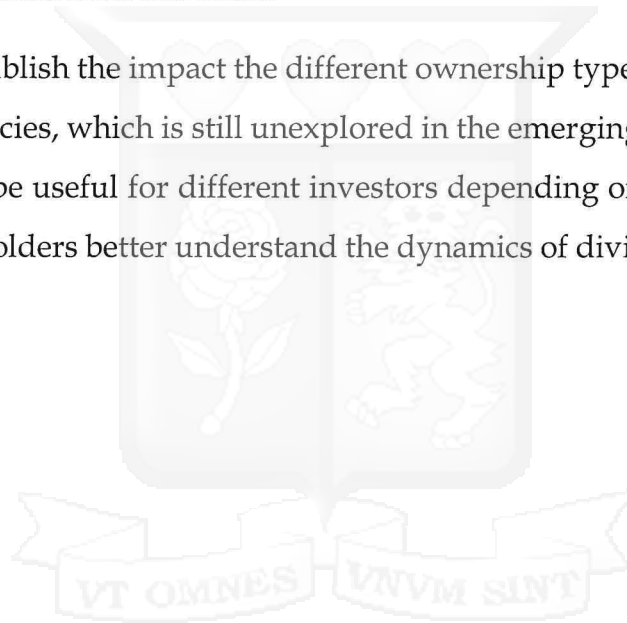 blish the impact the different ownership type
cies, which is still unexplored in the emerging
be useful for different investors depending o
olders better understand the dynamics of divi
VT OMNES VNVM SINT